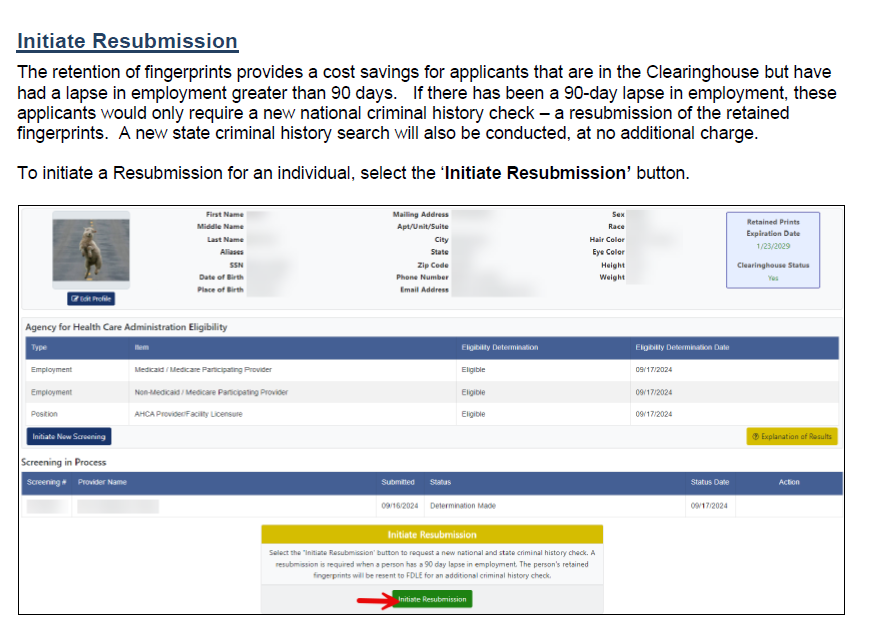 Initiate Resubmission
The retention of fingerprints provides a cost savings for applicants that are in the Clearinghouse but have
had a lapse in employment greater than 90 days.   If there has been a 90-day lapse in employment, these
applicants would only require a new national criminal history check – a resubmission of the retained
fingerprints.  A new state criminal history search will also be conducted, at no additional charge.
To initiate a Resubmission for an individual, select the ‘Initiate Resubmission’ button.
First Name
Middle Name
Last Name
Aliases
SSN
Date of Birth
Place of Birth
Edit Profile
Mailing Address
Apt/Unit/Suite
City
State
Zip Code
Phone Number
Email Address
Sex
Race
Hair Color
Eye Color
Height
Weight
Retained Prints
Expiration Date
1/23/2029
Clearinghouse Status
Yes
Agency for Health Care Administration Eligibility
Type Item Eligibility Determination Eligibility Determination Date
Employment Medicaid / Medicare Participating Provider Eligible 09/17/2024
Employment Non-Medicaid / Medicare Participating Provider Eligible 09/17/2024
Position AHCA Provider/Facility Licensure Eligible 09/17/2024
Initiate New Screening Explanation of Results
Screening in Process
Screening # Provider Name Submitted Status Status Date Action
09/16/2024 Determination Made 09/17/2024
Initiate Resubmission
Select the 'Initiate Resubmission' button to request a new national and state criminal history check. A
resubmission is required when a person has a 90 day lapse in employment. The person's retained
fingerprints will be resent to FDLE for an additional criminal history check.
Initiate Resubmission